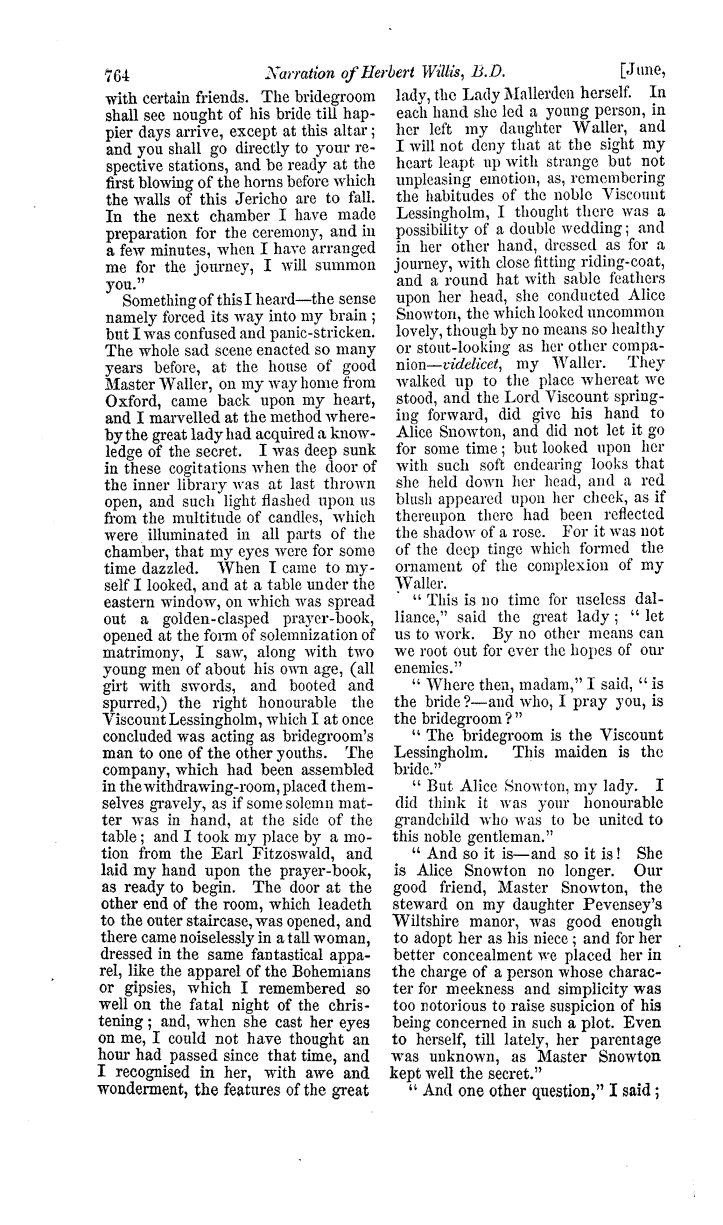 764 Narration of Herbert Willis, B.D. [June,
with certain friends. The bridegroom
shall see nought of his bride till hap-
pier days arrive, except at this altar;
and you shall go directly to your re-
spective stations, and be ready at the
first blowing of the horns before which
the walls of this Jericho are to fall.
In the next chamber I have made
preparation for the ceremony, and in
a few minutes, when I have arranged
me for the journey, I will summon
you."
Something of this I heard—the sense
namely forced its way into my brain;
but I was confused and panic-stricken.
The whole sad scene enacted so many
years before, at the house of good
Master Waller, on my way home from
Oxford, came back upon my heart,
and I marvelled at the method where-
by the great lady had acquired a know-
ledge of the secret. I was deep sunk
in these cogitations when the door of
the inner library was at last thrown
open, and such light flashed upon us
from the multitude of candles, which
were illuminated in all parts of the
chamber, that my eyes were for some
time dazzled. When I came to my-
self I looked, and at a table under the
eastern window, on which was spread
out a golden-clasped prayer-book,
opened at the form of solemnization of
matrimony, I saw, along with two
young men of about his own age, (all
girt with swords, and booted and
spurred,) the right honourable the
Viscount Lessingholm, which I at once
concluded was acting as bridegroom's
man to one of the other youths. The
company, which had been assembled
in the withdrawing-room, placed them-
selves gravely, as if some solemn mat-
ter was in hand, at the side of the
table; and I took my place by a mo-
tion from the Earl Fitzoswald, and
laid my hand upon the prayer-book,
as ready to begin. The door at the
other end of the room, which leadeth
to the outer staircase, was opened, and
there came noiselessly in a tall woman,
dressed in the same fantastical appa-
rel, like the apparel of the Bohemians
or gipsies, which I remembered so
well on the fatal night of the chris-
tening; and, when she cast her eyes
on me, I could not have thought an
hour had passed since that time, and
I recognised in her, with awe and
wonderment, the features of the great
lady, the Lady Mallerden herself. In
each hand she led a young person, in
her left my daughter Waller, and
I will not deny that at the sight my
heart leapt up with strange but not
unpleasing emotion, as, remembering
the habitudes of the noble Viscount
Lessingholm, I thought there was a
possibility of a double wedding; and
in her other hand, dressed as for a
journey, with close fitting riding-coat,
and a round hat with sable feathers
upon her head, she conducted Alice
Snowton, the which looked uncommon
lovely, though by no means so healthy
or stout-looking as her other compa-
nion—videlicet, my Waller. They
walked up to the place whereat we
stood, and the Lord Viscount spring-
ing forward, did give his hand to
Alice Snowton, and did not let it go
for some time; but looked upon her
with such soft endearing looks that
she held down her head, and a red
blush appeared upon her cheek, as if
thereupon there had been reflected
the shadow of a rose. For it was not
of the deep tinge which formed the
ornament of the complexion of my
Waller.
"This is no time for useless dal-
liance," said the great lady; "let
us to work. By no other means can
we root out for ever the hopes of our
enemies."
"Where then, madam," I said, "is
the bride?—and who, I pray you, is
the bridegroom?"
"The bridegroom is the Viscount
Lessingholm. This maiden is the
bride."
"But Alice Snowton, my lady. I
did think it was your honourable
grandchild who was to be united to
this noble gentleman."
"And so it is—and so it is! She
is Alice Snowton no longer. Our
good friend, Master Snowton, the
steward on my daughter Pevensey's
Wiltshire manor, was good enough
to adopt her as his niece; and for her
better concealment we placed her in
the charge of a person whose charac-
ter for meekness and simplicity was
too notorious to raise suspicion of his
being concerned in such a plot. Even
to herself, till lately, her parentage
was unknown, as Master Snowton
kept well the secret."
"And one other question," I said;